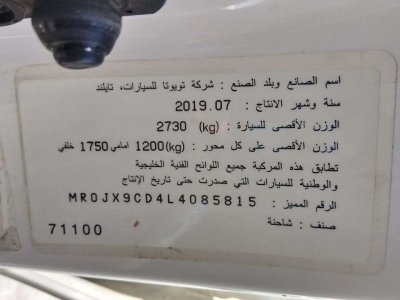 اسم الصانع وبلد الصنع : شركة تويوتا للسيارات، تايلند
سنة وشهر الانتاج : 2019.07
الوزن الأقصى للسيارة : (kg) 2730
الوزن الأقصى على كل محور : (kg)1200 امامي 1750 خلفي
تطابق هذه المركبة جميع اللوائح الفنية الخليجية
والوطنية للسيارات التي صدرت حتى تاريخ الإنتاج
الرقم المميز : MR0JX9CD4L4085815
صنف : شاحنة
71100